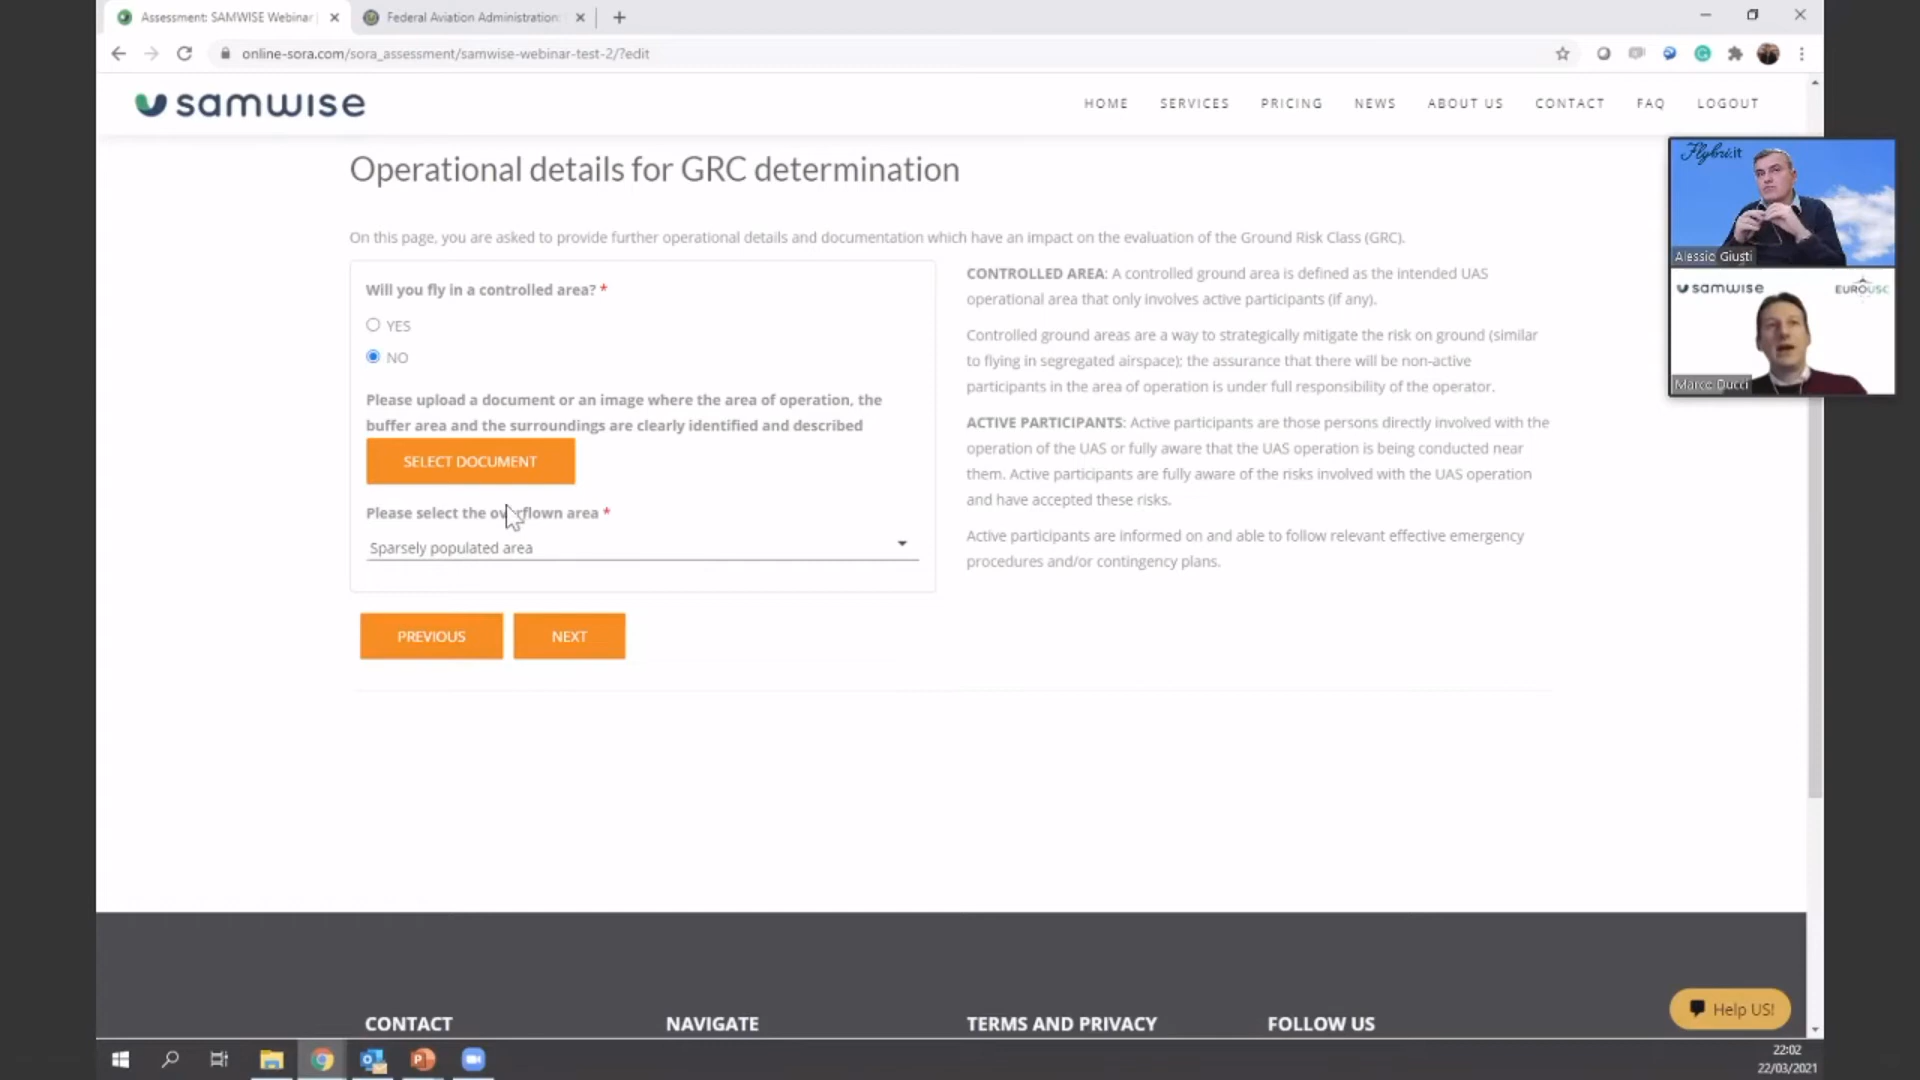 Assessment: SAMWISE Webinar
Federal Aviation Administration:
online-sora.com/sora_assessment/samwise-webinar-test-2/?edit
samwise
HOME SERVICES PRICING NEWS ABOUT US CONTACT FAQ LOGOUT
Operational details for GRC determination
On this page, you are asked to provide further operational details and documentation which have an impact on the evaluation of the Ground Risk Class (GRC).
Will you fly in a controlled area? *
YES
NO
Please upload a document or an image where the area of operation, the
buffer area and the surroundings are clearly identified and described
SELECT DOCUMENT
Please select the overflown area *
Sparsely populated area
PREVIOUS
NEXT
CONTROLLED AREA: A controlled ground area is defined as the intended UAS
operational area that only involves active participants (if any).
Controlled ground areas are a way to strategically mitigate the risk on ground (similar
to flying in segregated airspace); the assurance that there will be non-active
participants in the area of operation is under full responsibility of the operator.
ACTIVE PARTICIPANTS: Active participants are those persons directly involved with the
operation of the UAS or fully aware that the UAS operation is being conducted near
them. Active participants are fully aware of the risks involved with the UAS operation
and have accepted these risks.
Active participants are informed on and able to follow relevant effective emergency
procedures and/or contingency plans.
Flybri.it
Alessio Giusti
samwise
EUROUSC
Marco Ducci
CONTACT
NAVIGATE
TERMS AND PRIVACY
FOLLOW US
Help US!
22:02
22/03/2021